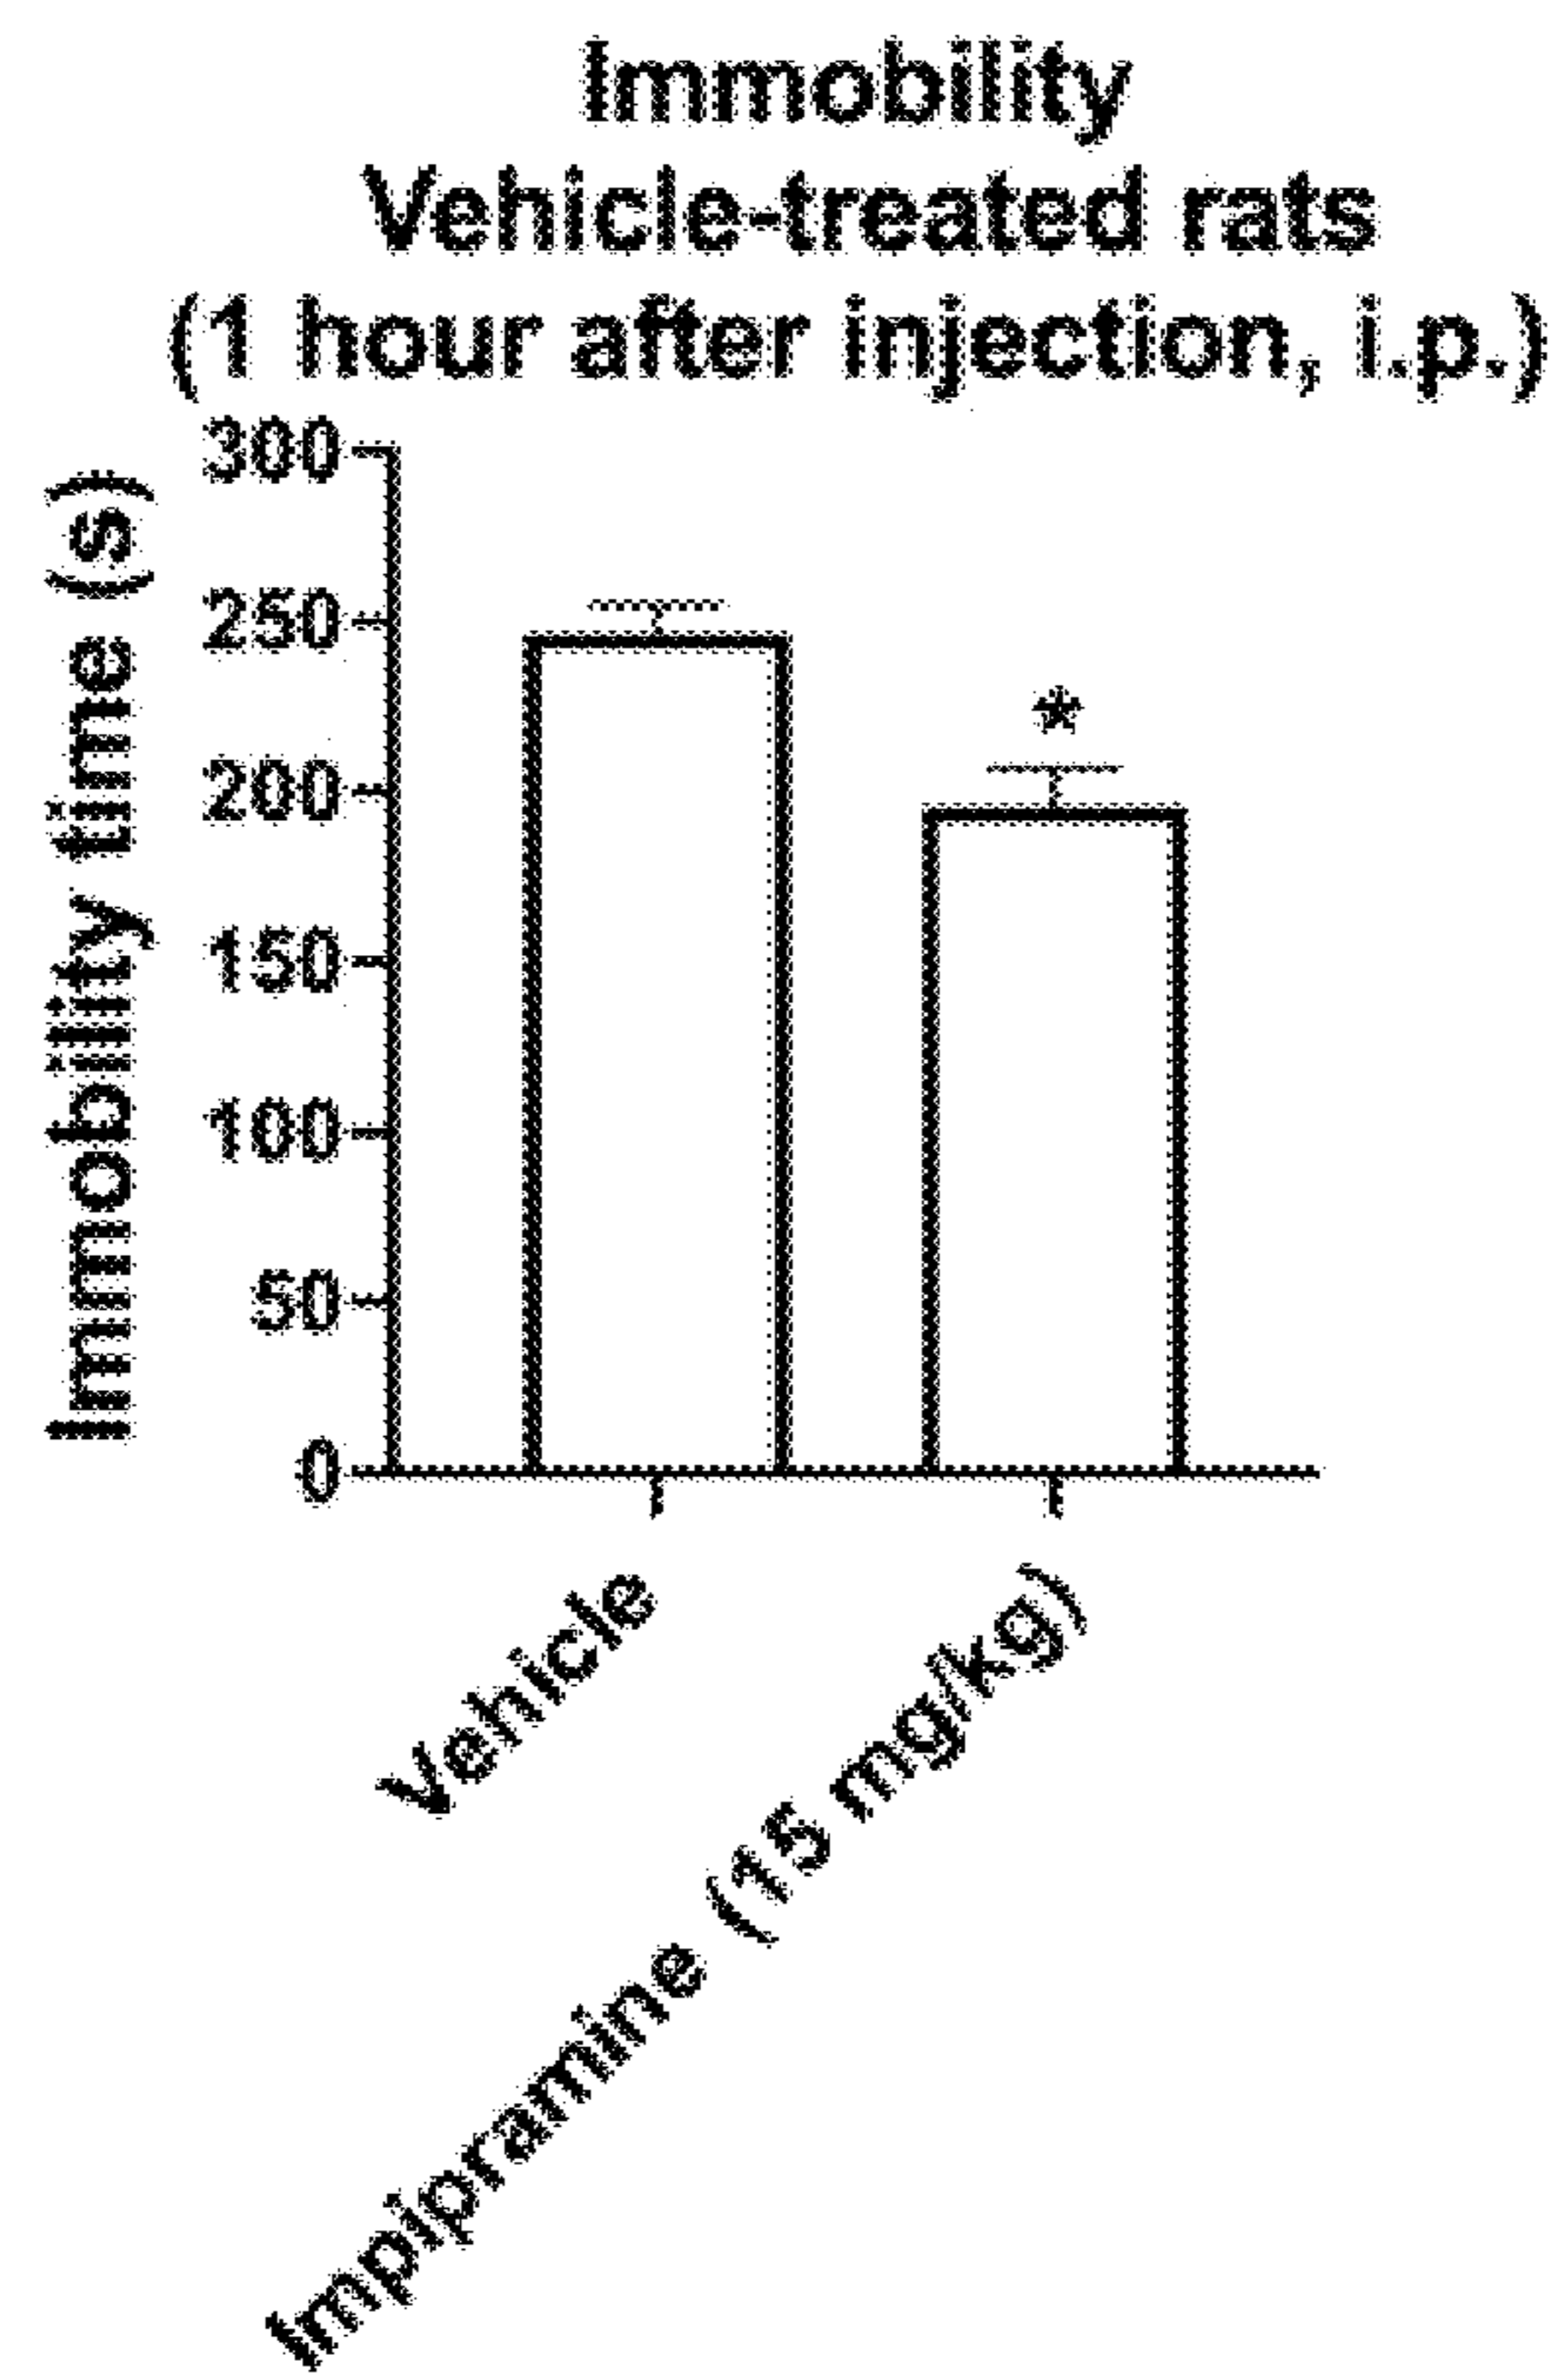 Immobility
Vehicle-treated rats
(1 hour after injection, i.p.)
Immobility time (s)
300
250
200
150
100
50
0
*
Vehicle
Impipramine (15 mg/kg)